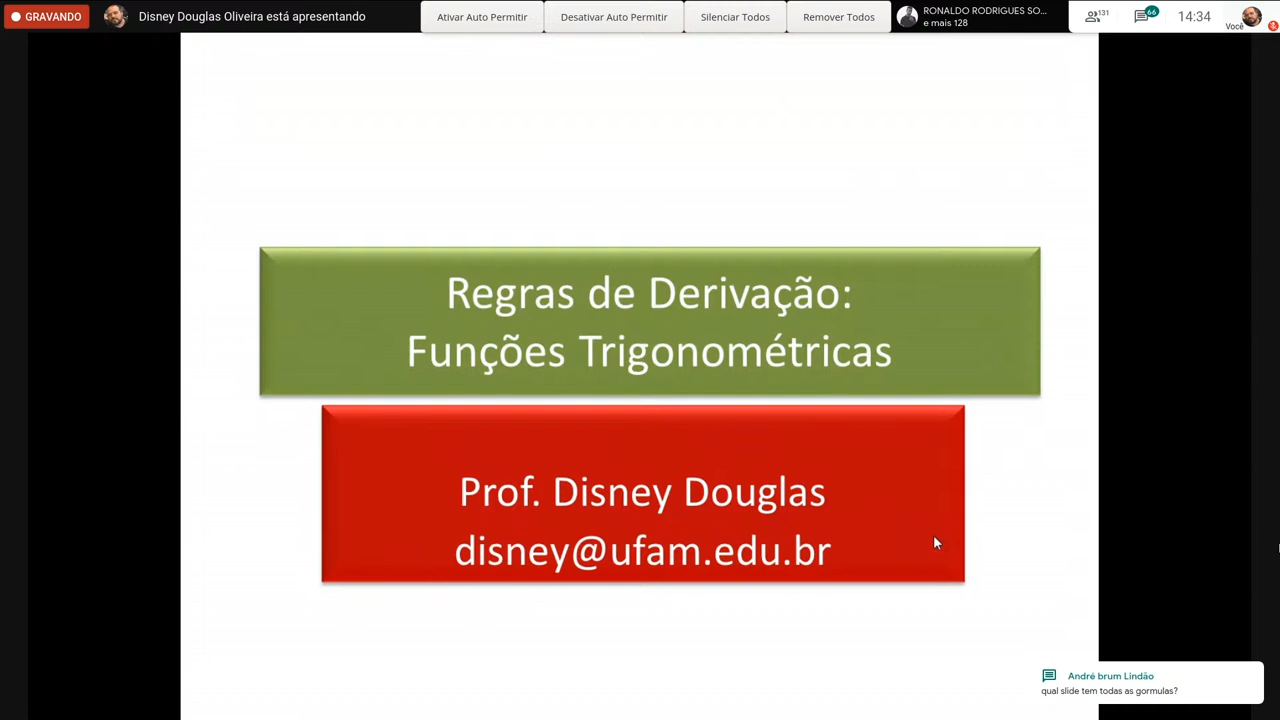 GRAVANDO
Disney Douglas Oliveira está apresentando
Ativar Auto Permitir
Desativar Auto Permitir
Silenciar Todos
Remover Todos
RONALDO RODRIGUES SO...
e mais 128
131
66
14:34
Você
Regras de Derivação:
Funções Trigonométricas
Prof. Disney Douglas
disney@ufam.edu.br
André brum Lindão
qual slide tem todas as gormulas?